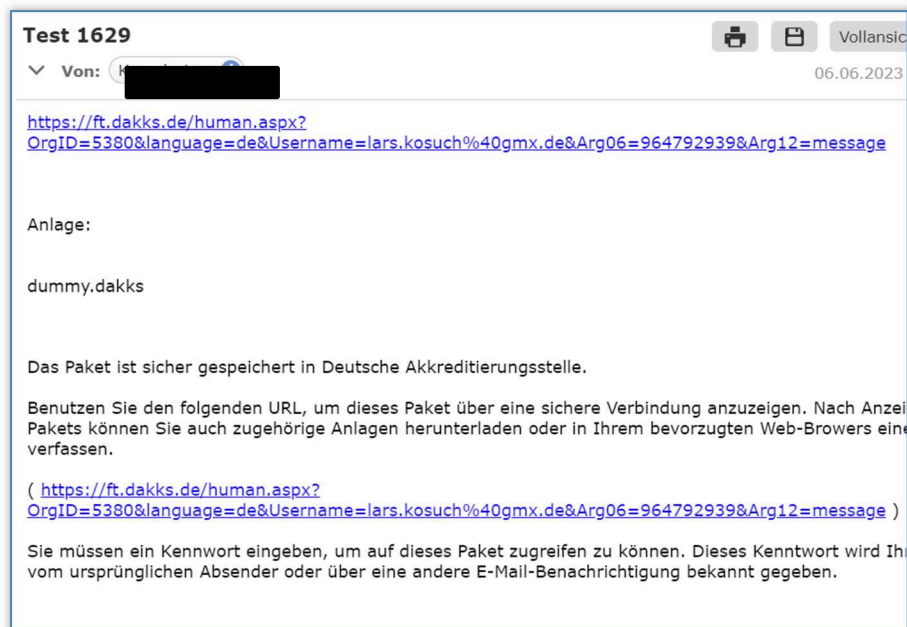 Test 1629
Vollansic
Von:
06.06.2023
https://ft.dakks.de/human.aspx?
OrgID=5380&language=de&Username=lars.kosuch%40gmx.de&Arg06=964792939&Arg12=message
Anlage:
dummy.dakks
Das Paket ist sicher gespeichert in Deutsche Akkreditierungsstelle.
Benutzen Sie den folgenden URL, um dieses Paket über eine sichere Verbindung anzuzeigen. Nach Anzei
Pakets können Sie auch zugehörige Anlagen herunterladen oder in Ihrem bevorzugten Web-Browers eine
verfassen.
( https://ft.dakks.de/human.aspx?
OrgID=5380&language=de&Username=lars.kosuch%40gmx.de&Arg06=964792939&Arg12=message )
Sie müssen ein Kennwort eingeben, um auf dieses Paket zugreifen zu können. Dieses Kenntwort wird Ih
vom ursprünglichen Absender oder über eine andere E-Mail-Benachrichtigung bekannt gegeben.